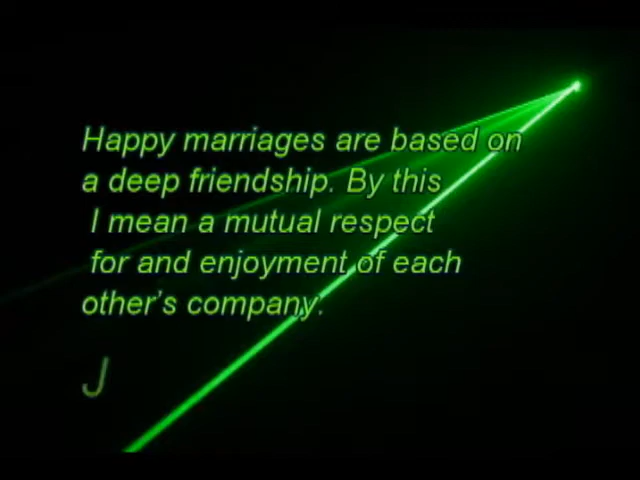 Happy marriages are based on
a deep friendship. By this
I mean a mutual respect
for and enjoyment of each
other's company.
J